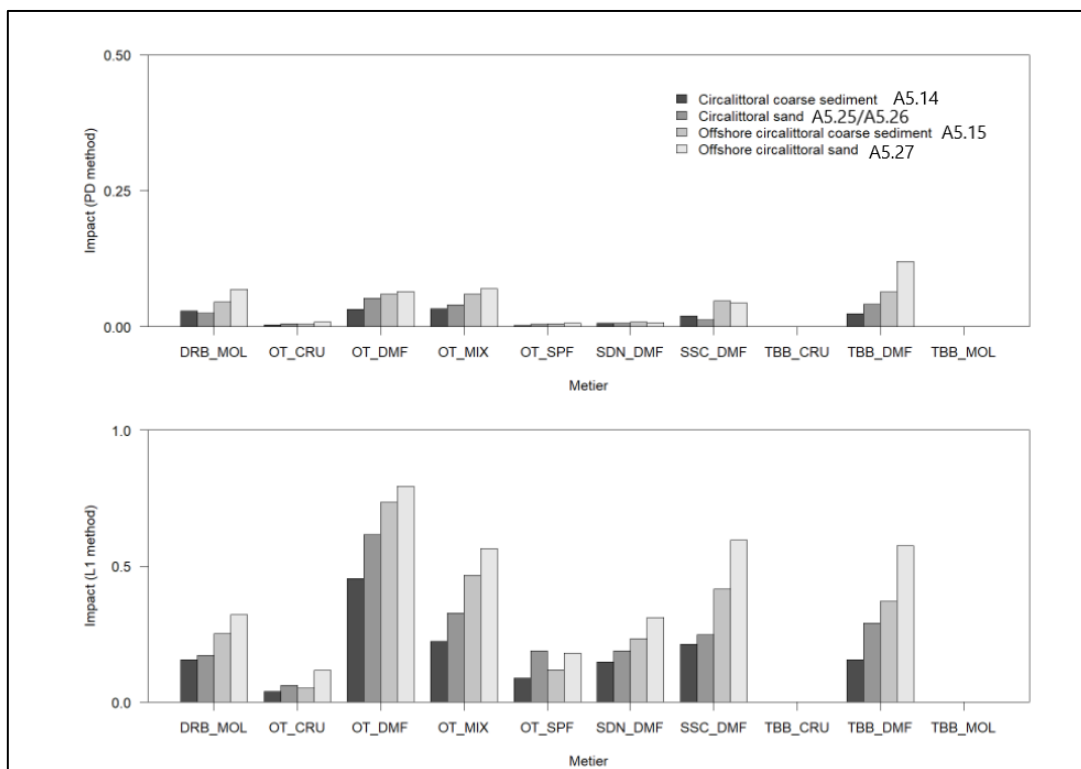 0.50
Circalittoral coarse sediment A5.14
Circalittoral sand A5.25/A5.26
Offshore circalittoral coarse sediment A5.15
Offshore circalittoral sand A5.27
Impact (PD method)
0.25
0.00
DRB_MOL OT_CRU OT_DMF OT_MIX OT_SPF SDN_DMF SSC_DMF TBB_CRU TBB_DMF TBB_MOL
Metier
1.0
Impact (L1 method)
0.5
0.0
DRB_MOL OT_CRU OT_DMF OT_MIX OT_SPF SDN_DMF SSC_DMF TBB_CRU TBB_DMF TBB_MOL
Metier